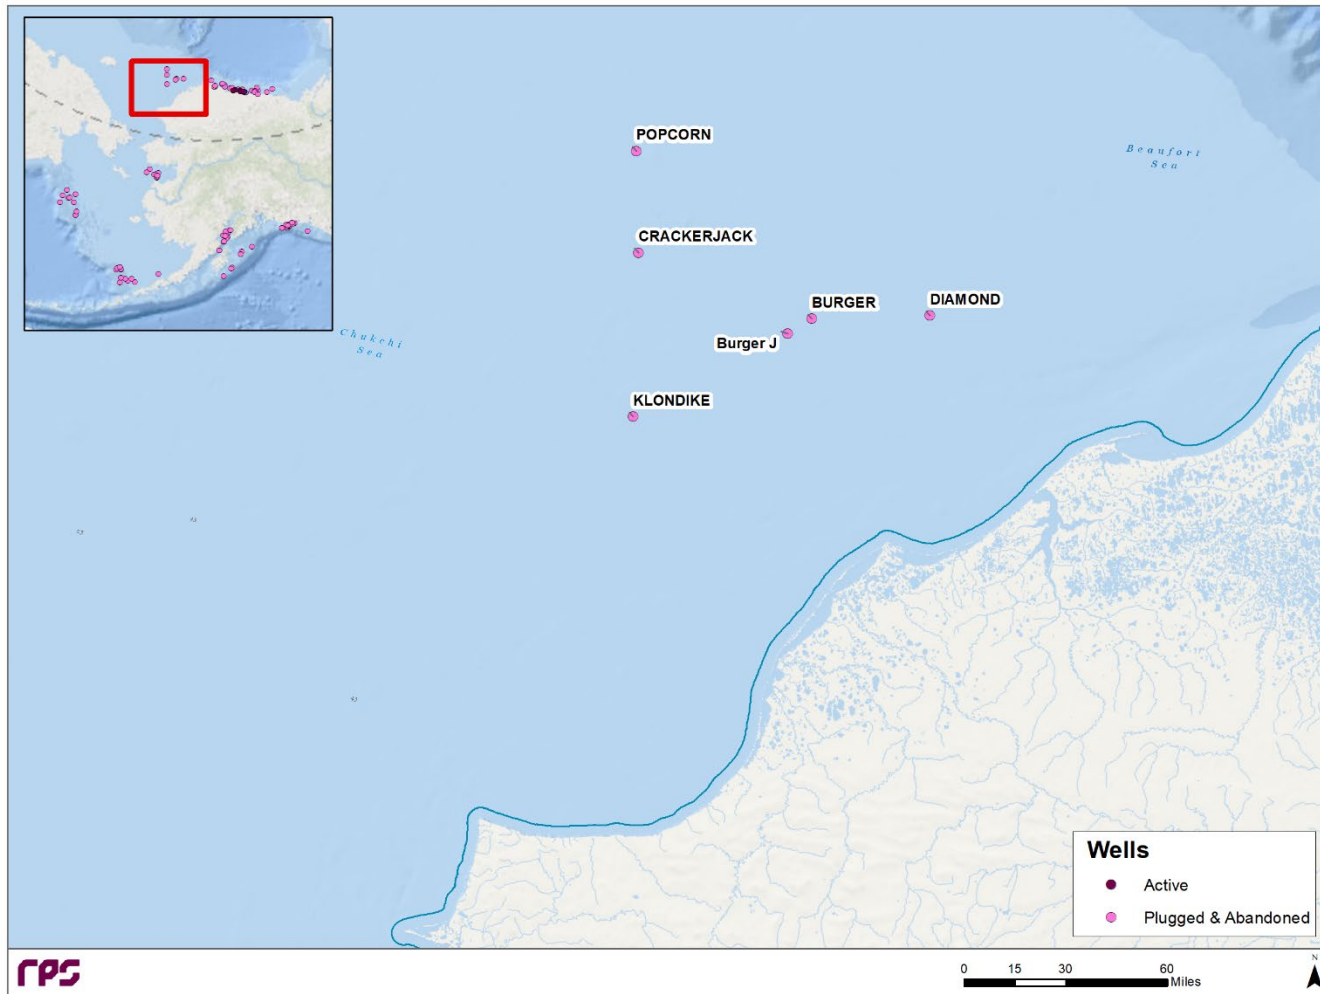 POPCORN
Beaufort
Sea
CRACKERJACK
BURGER
DIAMOND
Chukchi
Sea
Burger J
KLONDIKE
Wells
Active
Plugged & Abandoned
rps
0 15 30 60
Miles
N